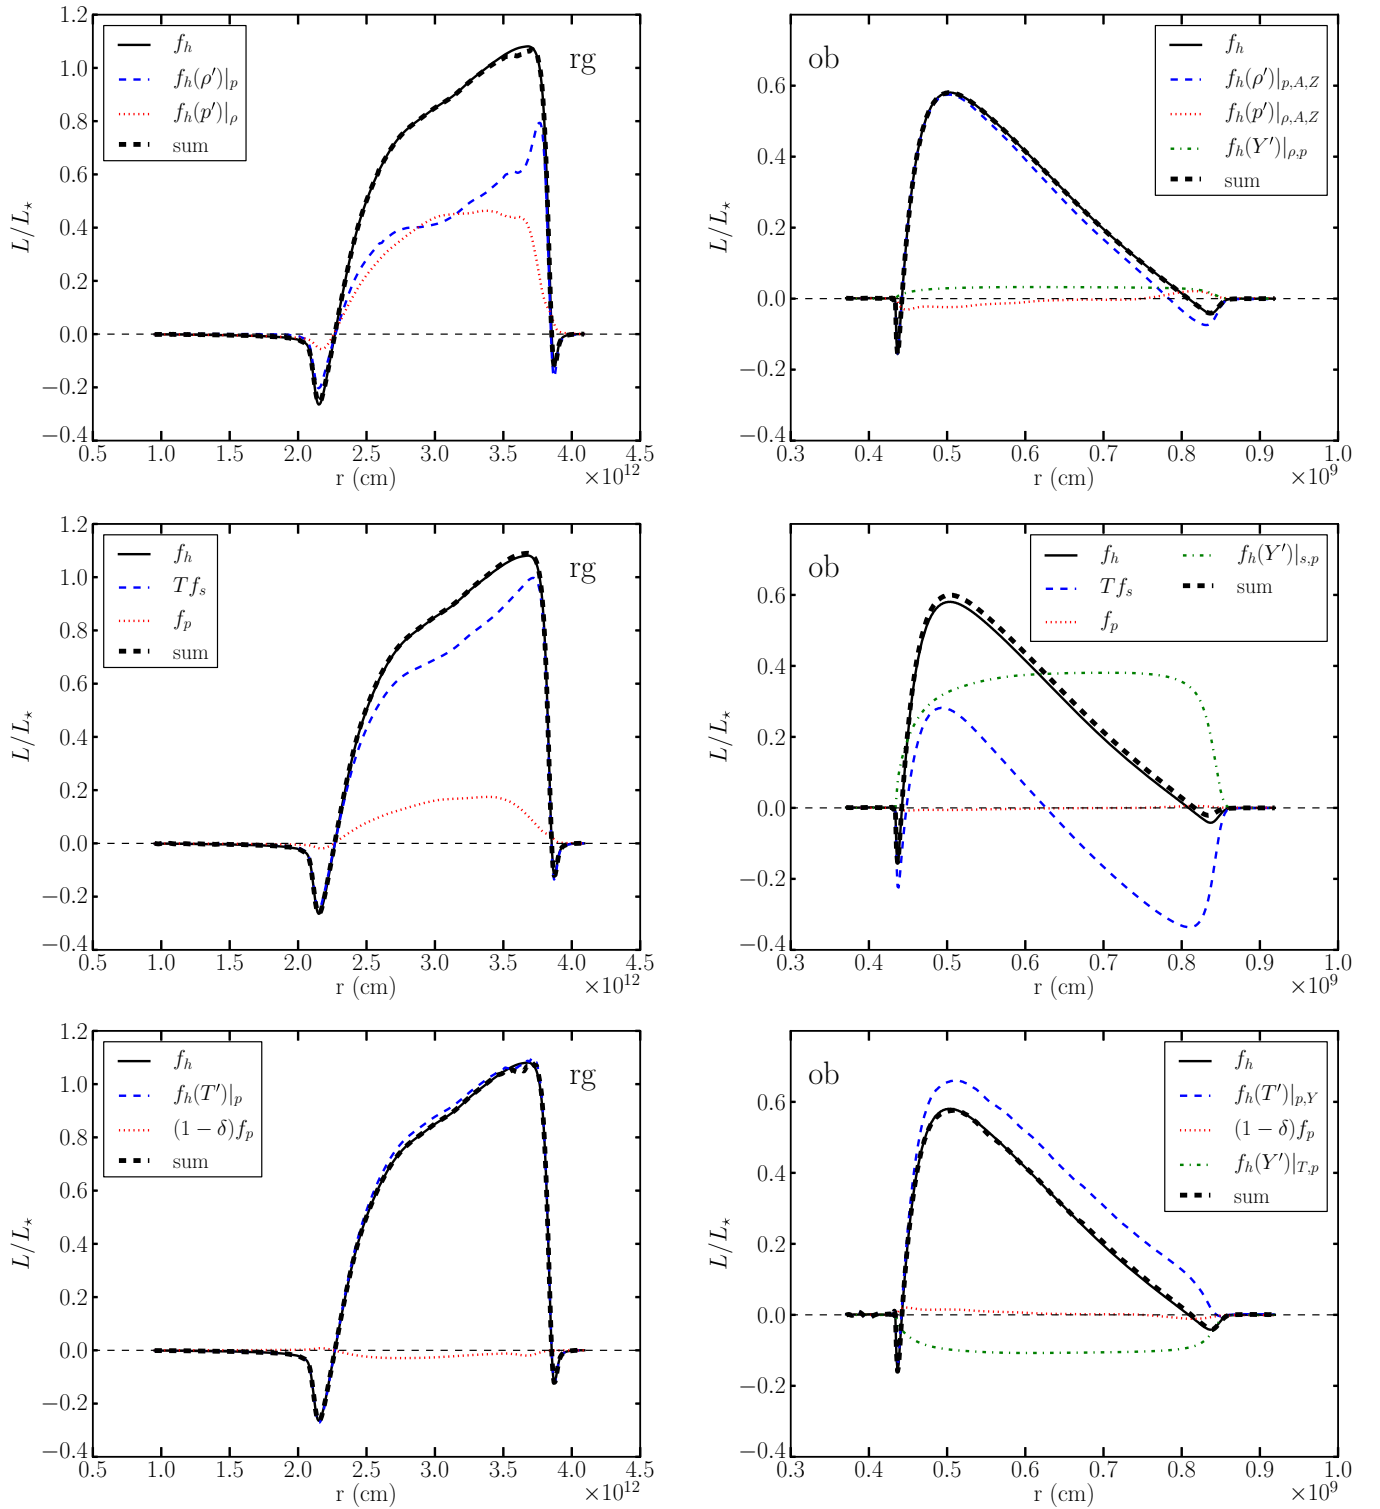 1.2
1.0
0.8
0.6
0.4
0.2
0.0
−0.2
−0.4
L/L⋆
f_h
f_h(ρ′)|_p
f_h(p′)|_ρ
sum
rg
0.5 1.0 1.5 2.0 2.5 3.0 3.5 4.0 4.5
r (cm)
×10^12
0.6
0.4
0.2
0.0
−0.2
−0.4
L/L⋆
ob
f_h
f_h(ρ′)|_{p,A,Z}
f_h(p′)|_{ρ,A,Z}
f_h(Y′)|_{ρ,p}
sum
0.3 0.4 0.5 0.6 0.7 0.8 0.9 1.0
r (cm)
×10^9
1.2
1.0
0.8
0.6
0.4
0.2
0.0
−0.2
−0.4
L/L⋆
f_h
Tf_s
f_p
sum
rg
0.5 1.0 1.5 2.0 2.5 3.0 3.5 4.0 4.5
r (cm)
×10^12
0.6
0.4
0.2
0.0
−0.2
−0.4
L/L⋆
ob
f_h f_h(Y′)|_{s,p}
Tf_s sum
f_p
0.3 0.4 0.5 0.6 0.7 0.8 0.9 1.0
r (cm)
×10^9
1.2
1.0
0.8
0.6
0.4
0.2
0.0
−0.2
−0.4
L/L⋆
f_h
f_h(T′)|_p
(1 − δ)f_p
sum
rg
0.5 1.0 1.5 2.0 2.5 3.0 3.5 4.0 4.5
r (cm)
×10^12
0.6
0.4
0.2
0.0
−0.2
−0.4
L/L⋆
ob
f_h
f_h(T′)|_{p,Y}
(1 − δ)f_p
f_h(Y′)|_{T,p}
sum
0.3 0.4 0.5 0.6 0.7 0.8 0.9 1.0
r (cm)
×10^9